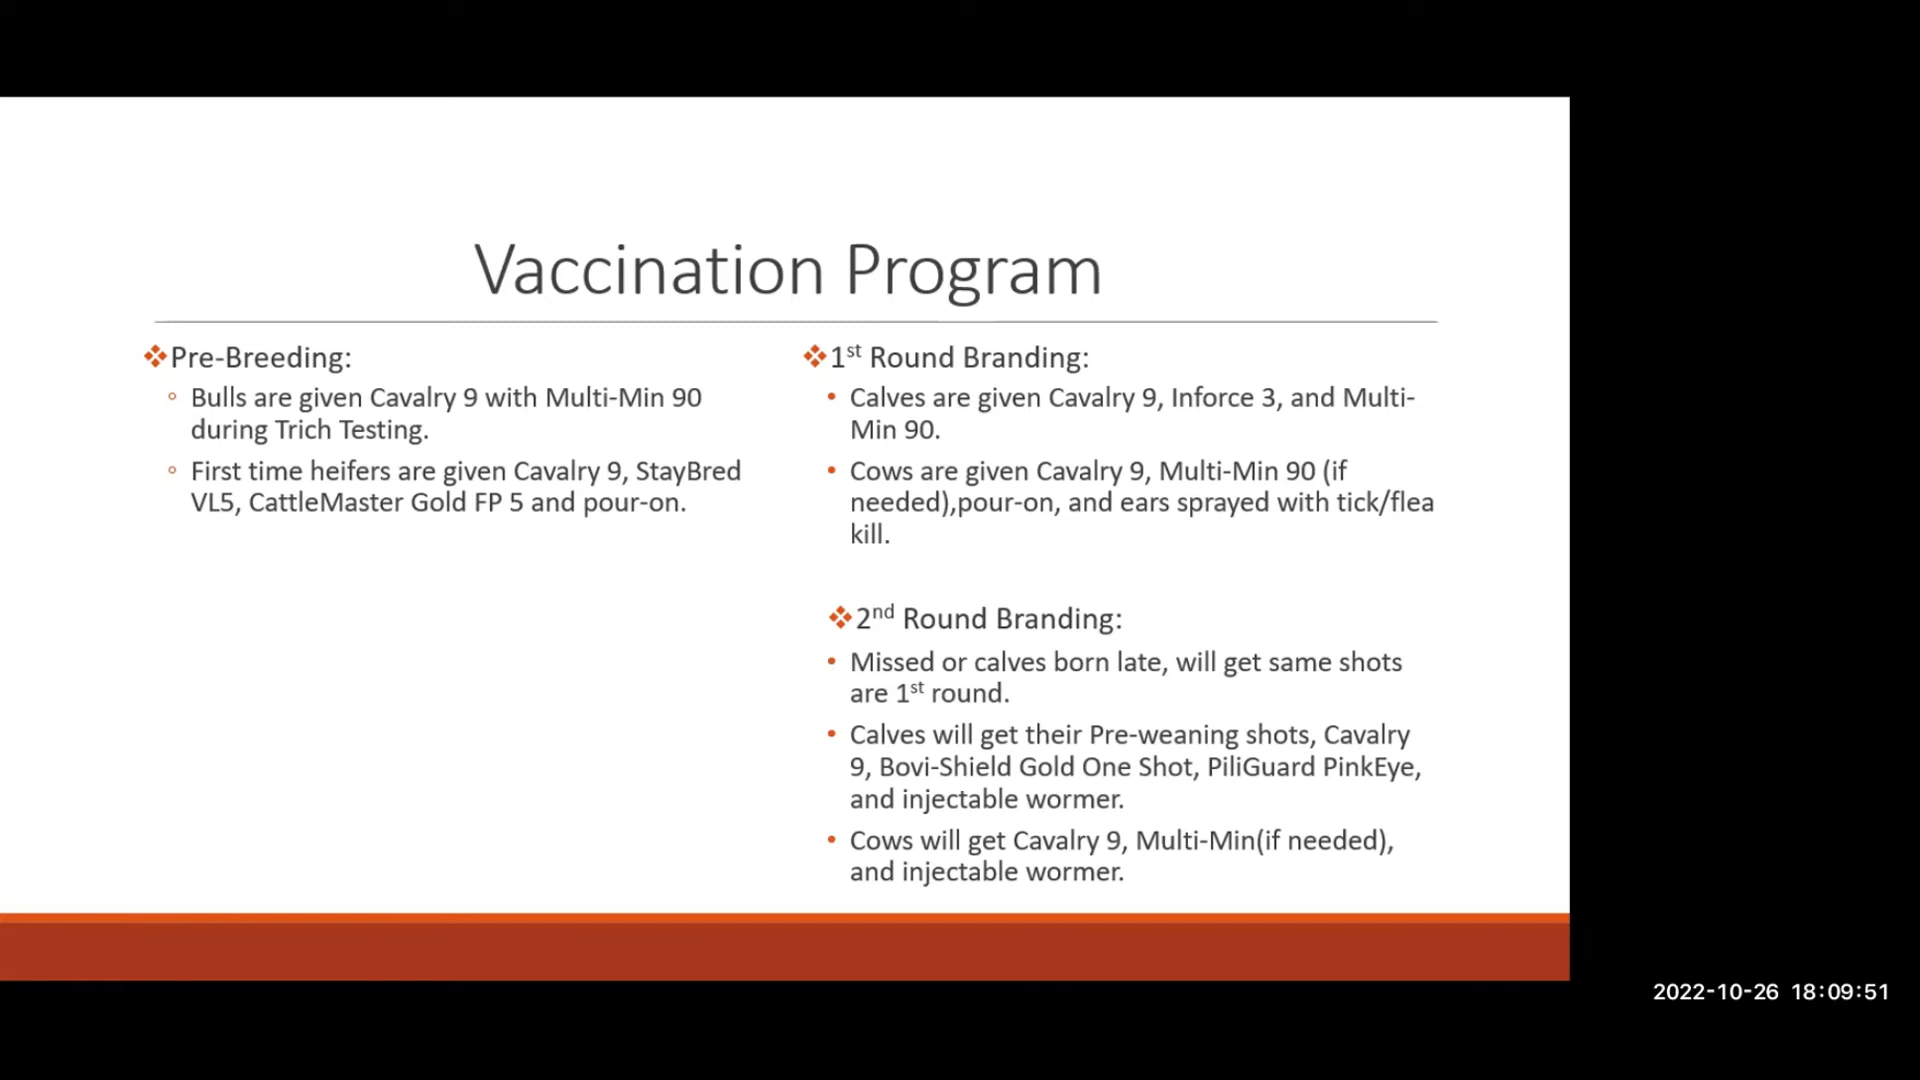 Vaccination Program
❖Pre-Breeding:
◦ Bulls are given Cavalry 9 with Multi-Min 90
during Trich Testing.
◦ First time heifers are given Cavalry 9, StayBred
VL5, CattleMaster Gold FP 5 and pour-on.
❖1st Round Branding:
• Calves are given Cavalry 9, Inforce 3, and Multi-
Min 90.
• Cows are given Cavalry 9, Multi-Min 90 (if
needed),pour-on, and ears sprayed with tick/flea
kill.
❖2nd Round Branding:
• Missed or calves born late, will get same shots
are 1st round.
• Calves will get their Pre-weaning shots, Cavalry
9, Bovi-Shield Gold One Shot, PiliGuard PinkEye,
and injectable wormer.
• Cows will get Cavalry 9, Multi-Min(if needed),
and injectable wormer.
2022-10-26 18:09:51